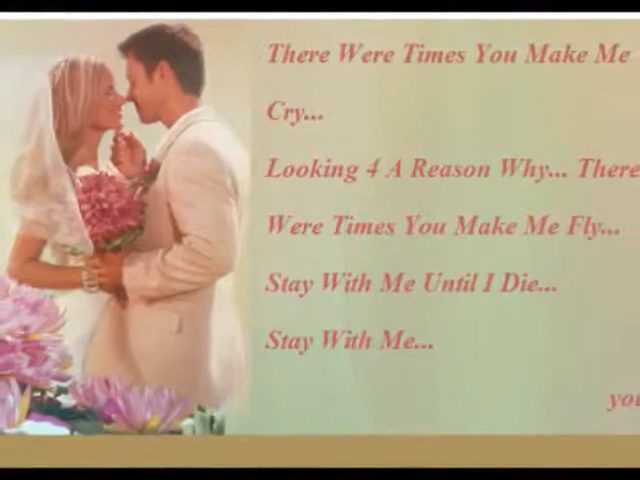 There Were Times You Make Me
Cry...
Looking 4 A Reason Why... There
Were Times You Make Me Fly...
Stay With Me Until I Die...
Stay With Me...
you